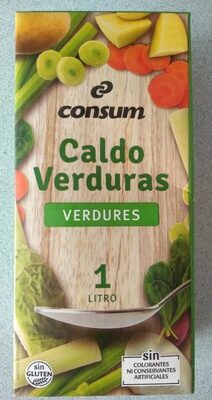 consum
Caldo
Verduras
VERDURES
1
LITRO
sin
GLUTEN
sin
COLORANTES
NI CONSERVANTES
ARTIFICIALES